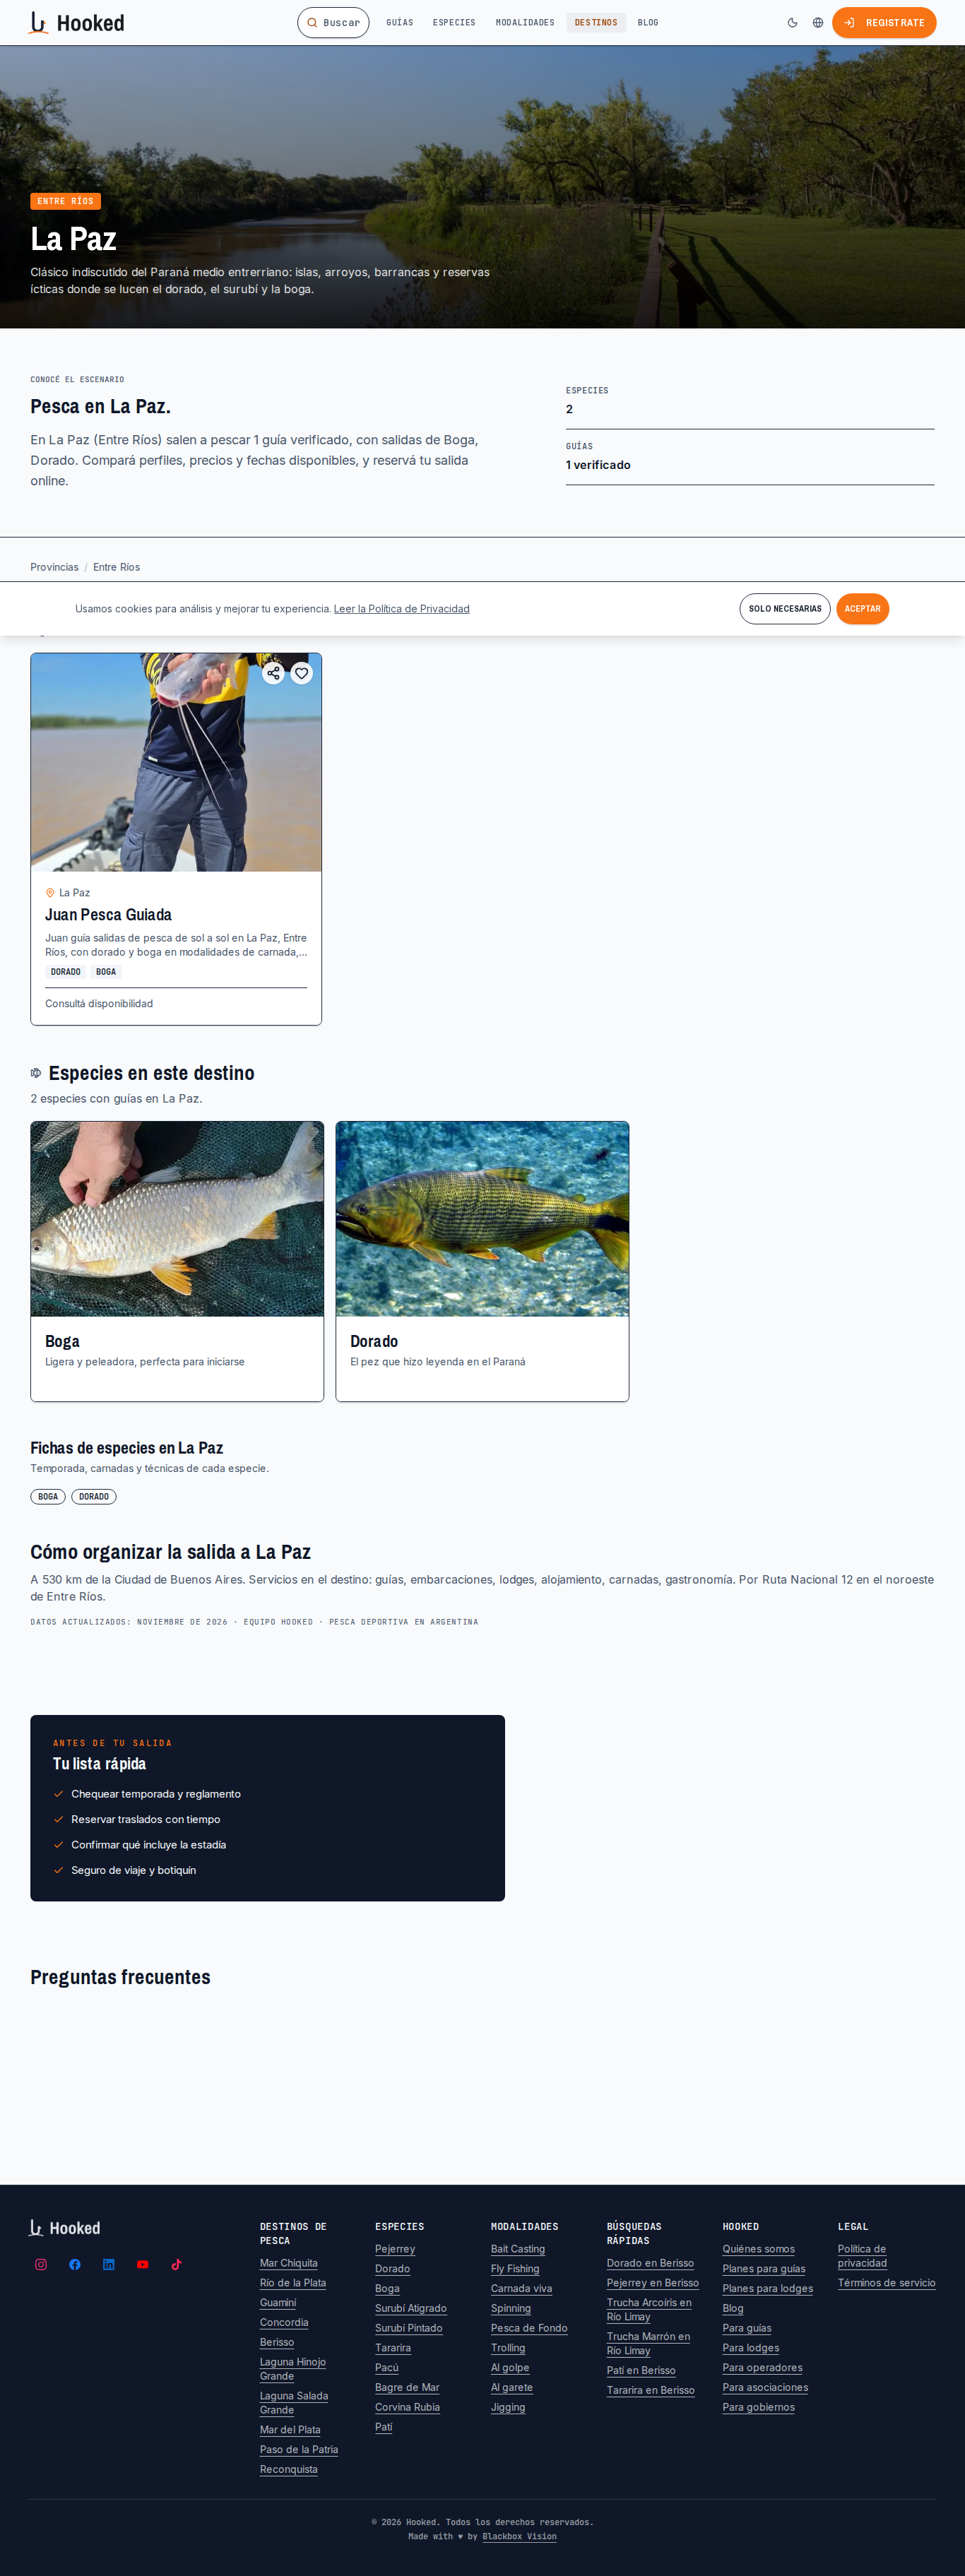 Hooked
Buscar
GUÍAS
ESPECIES
MODALIDADES
DESTINOS
BLOG
REGISTRATE
ENTRE RÍOS
La Paz
Clásico indiscutido del Paraná medio entrerriano: islas, arroyos, barrancas y reservas
ícticas donde se lucen el dorado, el surubí y la boga.
CONOCÉ EL ESCENARIO
Pesca en La Paz.
En La Paz (Entre Ríos) salen a pescar 1 guía verificado, con salidas de Boga,
Dorado. Compará perfiles, precios y fechas disponibles, y reservá tu salida
online.
ESPECIES
2
GUÍAS
1 verificado
Provincias / Entre Ríos
Usamos cookies para análisis y mejorar tu experiencia. Leer la Política de Privacidad
SOLO NECESARIAS
ACEPTAR
La Paz
Juan Pesca Guiada
Juan guía salidas de pesca de sol a sol en La Paz, Entre
Ríos, con dorado y boga en modalidades de carnada,...
DORADO
BOGA
Consultá disponibilidad
Especies en este destino
2 especies con guías en La Paz.
Boga
Ligera y peleadora, perfecta para iniciarse
Dorado
El pez que hizo leyenda en el Paraná
Fichas de especies en La Paz
Temporada, carnadas y técnicas de cada especie.
BOGA
DORADO
Cómo organizar la salida a La Paz
A 530 km de la Ciudad de Buenos Aires. Servicios en el destino: guías, embarcaciones, lodges, alojamiento, carnadas, gastronomía. Por Ruta Nacional 12 en el noroeste
de Entre Ríos.
DATOS ACTUALIZADOS: NOVIEMBRE DE 2026 · EQUIPO HOOKED · PESCA DEPORTIVA EN ARGENTINA
ANTES DE TU SALIDA
Tu lista rápida
Chequear temporada y reglamento
Reservar traslados con tiempo
Confirmar qué incluye la estadía
Seguro de viaje y botiquín
Preguntas frecuentes
Hooked
DESTINOS DE
PESCA
Mar Chiquita
Río de la Plata
Guaminí
Concordia
Berisso
Laguna Hinojo
Grande
Laguna Salada
Grande
Mar del Plata
Paso de la Patria
Reconquista
ESPECIES
Pejerrey
Dorado
Boga
Surubí Atigrado
Surubí Pintado
Tararira
Pacú
Bagre de Mar
Corvina Rubia
Patí
MODALIDADES
Bait Casting
Fly Fishing
Carnada viva
Spinning
Pesca de Fondo
Trolling
Al golpe
Al garete
Jigging
BÚSQUEDAS
RÁPIDAS
Dorado en Berisso
Pejerrey en Berisso
Trucha Arcoíris en
Río Limay
Trucha Marrón en
Río Limay
Patí en Berisso
Tararira en Berisso
HOOKED
Quiénes somos
Planes para guías
Planes para lodges
Blog
Para guías
Para lodges
Para operadores
Para asociaciones
Para gobiernos
LEGAL
Política de
privacidad
Términos de servicio
© 2026 Hooked. Todos los derechos reservados.
Made with ♥ by Blackbox Vision